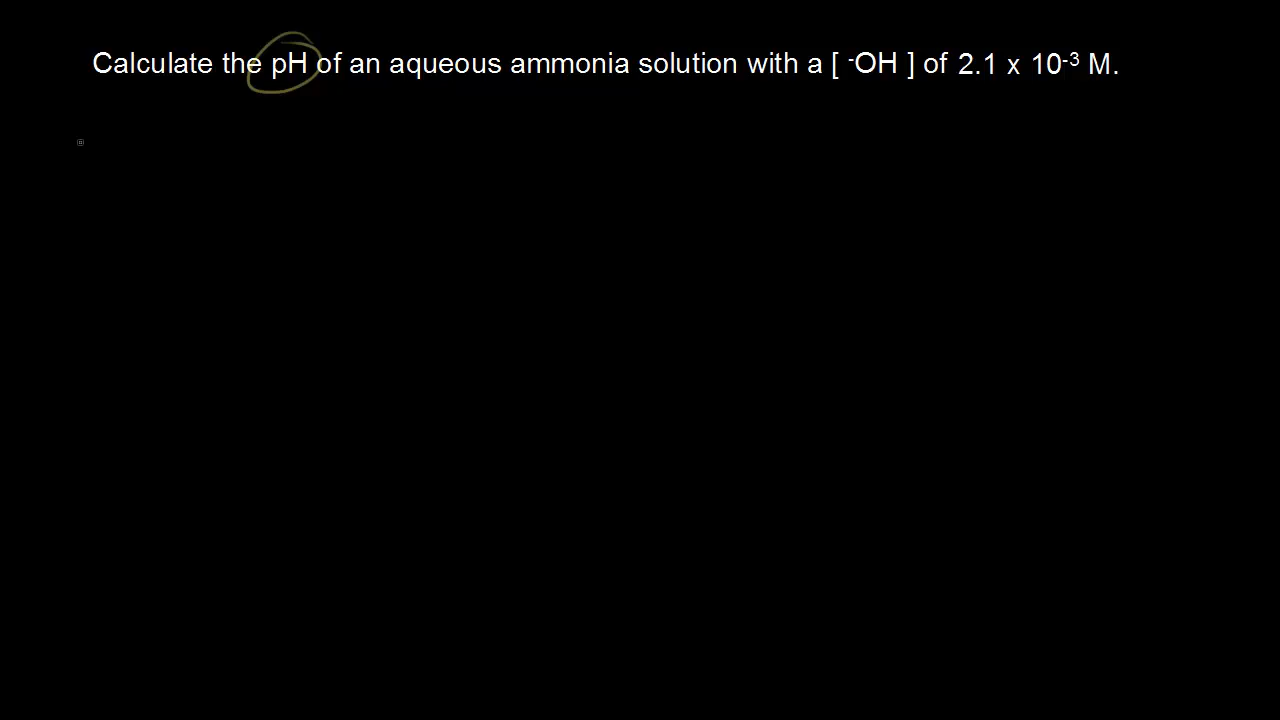 Calculate the pH of an aqueous ammonia solution with a [ ⁻OH ] of 2.1 x 10⁻³ M.